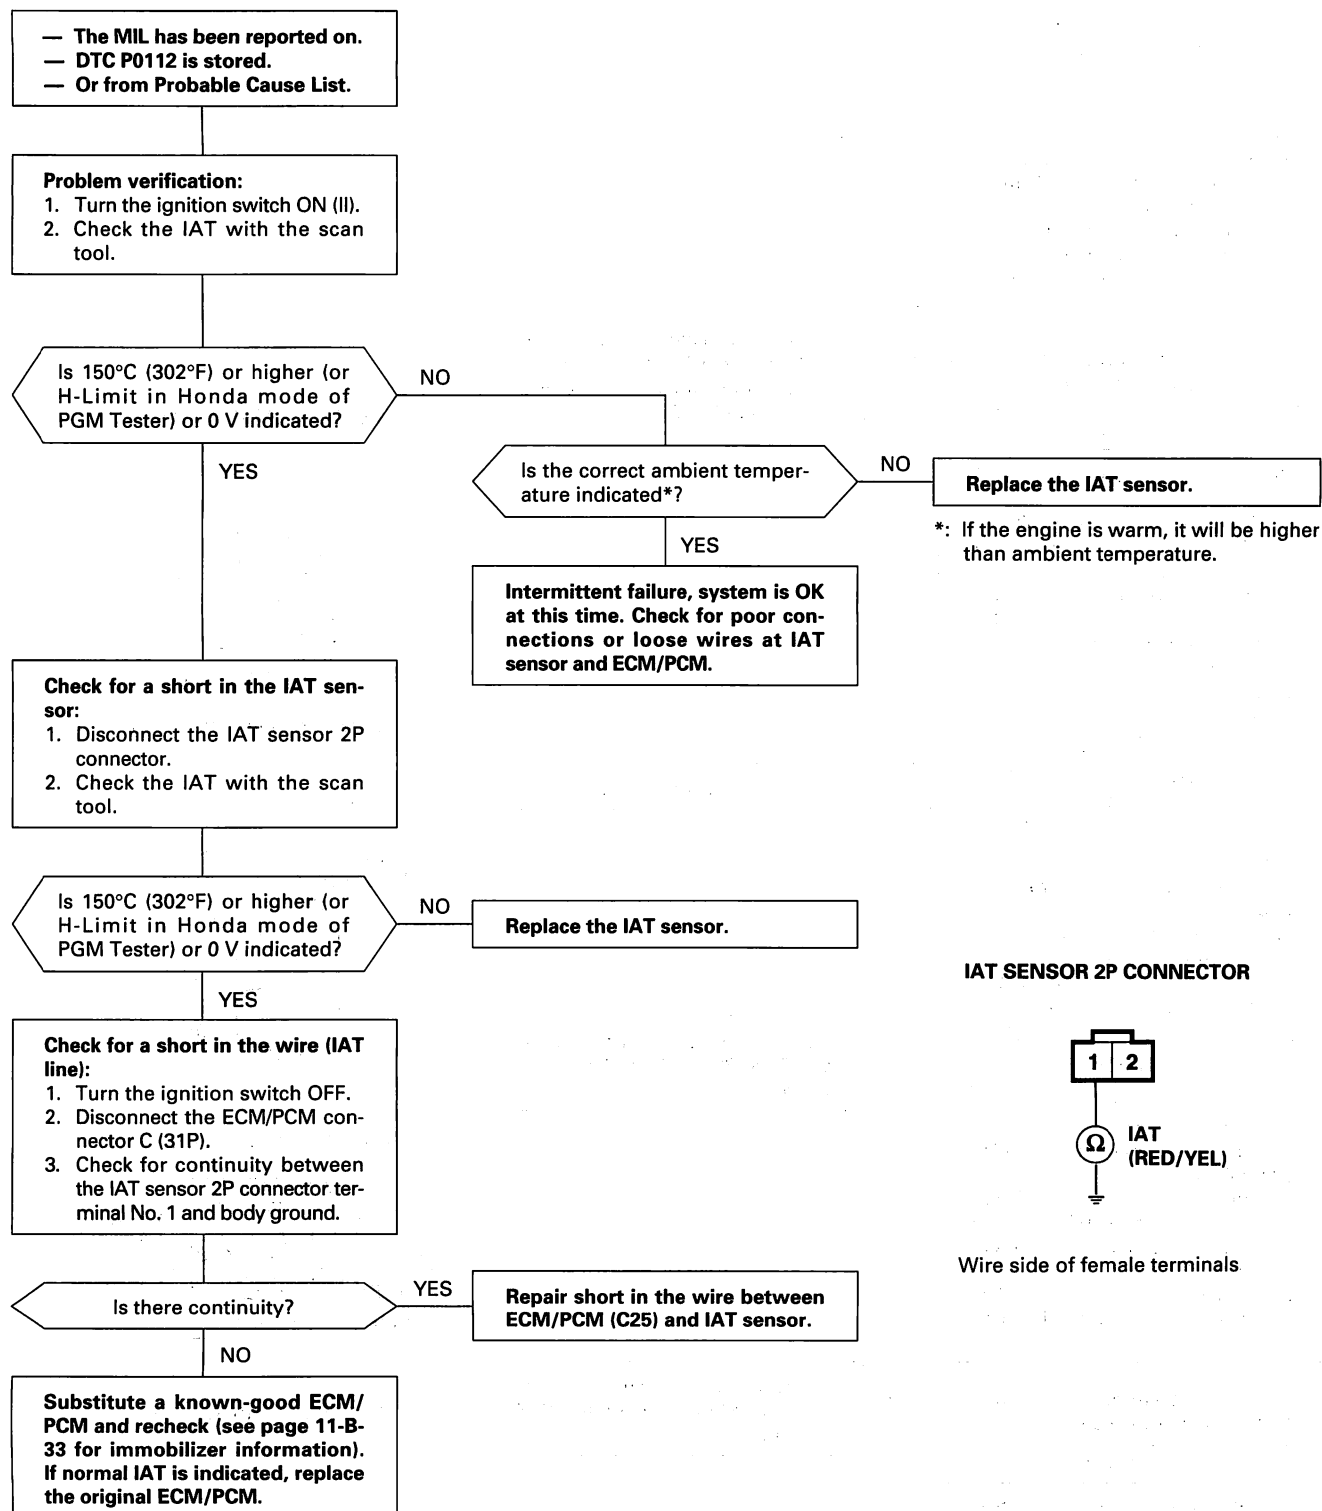 — The MIL has been reported on.
— DTC P0112 is stored.
— Or from Probable Cause List.
Problem verification:
1. Turn the ignition switch ON (II).
2. Check the IAT with the scan
tool.
Is 150°C (302°F) or higher (or
H-Limit in Honda mode of
PGM Tester) or 0 V indicated?
NO
YES
Is the correct ambient temper-
ature indicated*?
NO
Replace the IAT sensor.
*: If the engine is warm, it will be higher
than ambient temperature.
YES
Intermittent failure, system is OK
at this time. Check for poor con-
nections or loose wires at IAT
sensor and ECM/PCM.
Check for a short in the IAT sen-
sor:
1. Disconnect the IAT sensor 2P
connector.
2. Check the IAT with the scan
tool.
Is 150°C (302°F) or higher (or
H-Limit in Honda mode of
PGM Tester) or 0 V indicated?
NO
Replace the IAT sensor.
YES
Check for a short in the wire (IAT
line):
1. Turn the ignition switch OFF.
2. Disconnect the ECM/PCM con-
nector C (31P).
3. Check for continuity between
the IAT sensor 2P connector ter-
minal No. 1 and body ground.
IAT SENSOR 2P CONNECTOR
1 2
Ω
IAT
(RED/YEL)
Wire side of female terminals
Is there continuity?
YES
Repair short in the wire between
ECM/PCM (C25) and IAT sensor.
NO
Substitute a known-good ECM/
PCM and recheck (see page 11-B-
33 for immobilizer information).
If normal IAT is indicated, replace
the original ECM/PCM.